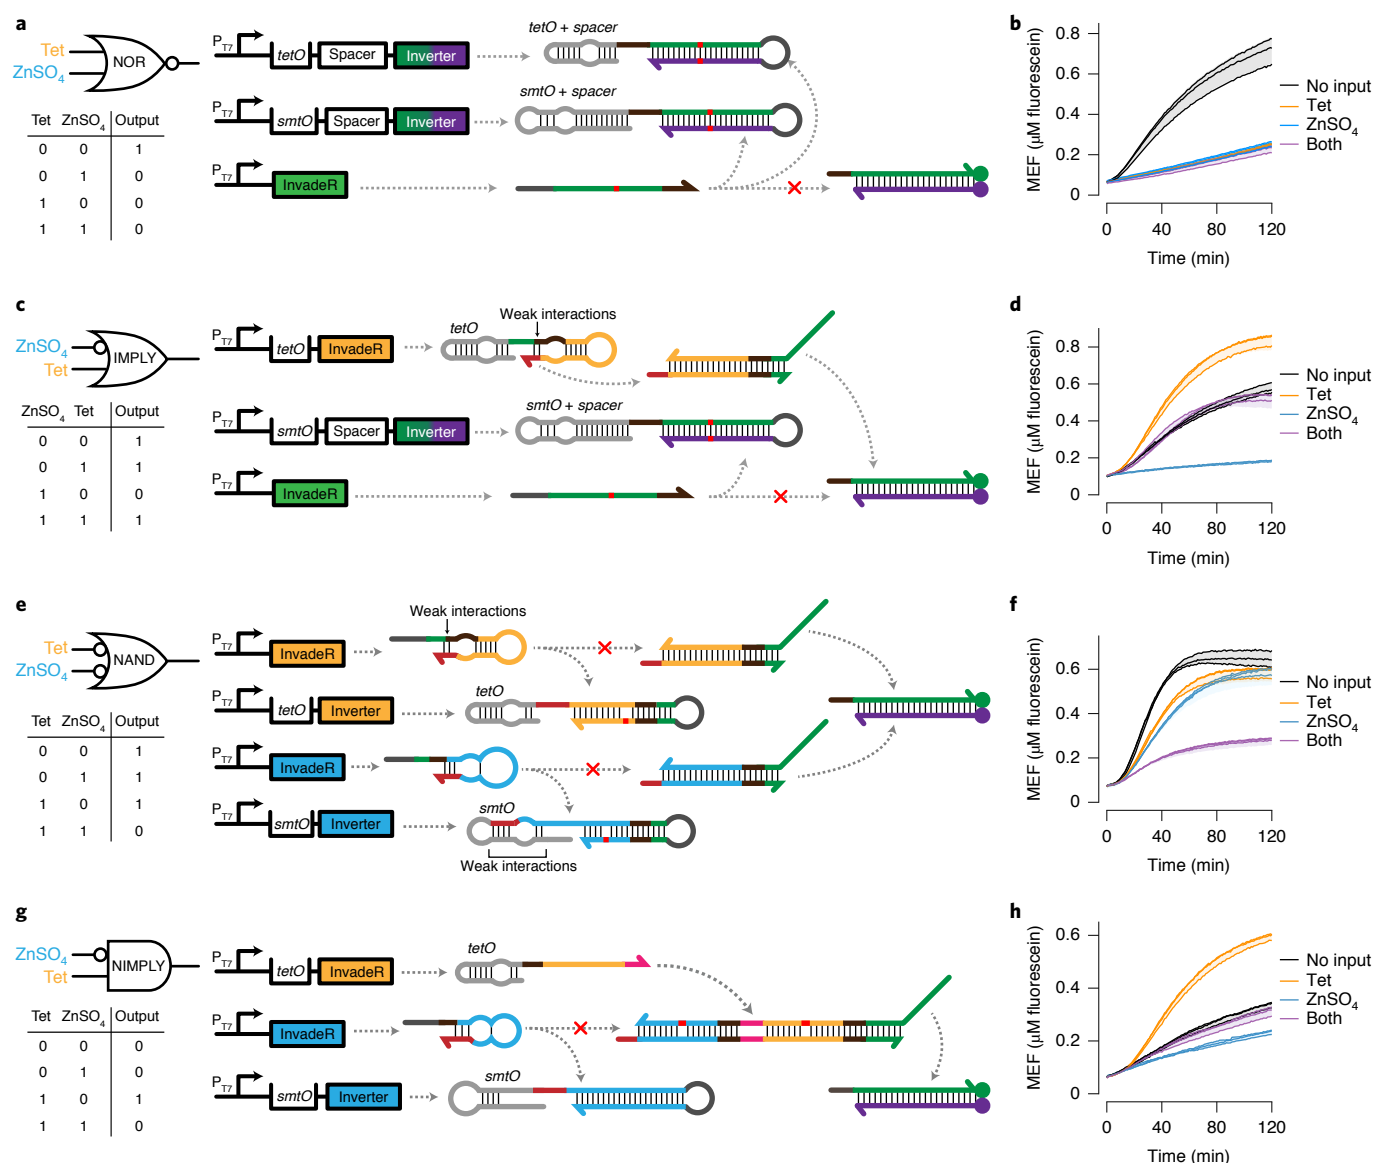 a
Tet
ZnSO4
NOR
Tet ZnSO4 Output
0 0 1
0 1 0
1 0 0
1 1 0
PT7 tetO Spacer Inverter
tetO + spacer
PT7 smtO Spacer Inverter
smtO + spacer
PT7 InvadeR
b
MEF (µM fluorescein)
0.8
0.6
0.4
0.2
0
0 40 80 120
Time (min)
No input
Tet
ZnSO4
Both
c
ZnSO4
Tet
IMPLY
ZnSO4 Tet Output
0 0 1
0 1 1
1 0 0
1 1 1
PT7 tetO InvadeR
tetO
Weak interactions
PT7 smtO Spacer Inverter
smtO + spacer
PT7 InvadeR
d
MEF (µM fluorescein)
0.8
0.6
0.4
0.2
0
0 40 80 120
Time (min)
No input
Tet
ZnSO4
Both
e
Tet
ZnSO4
NAND
Tet ZnSO4 Output
0 0 1
0 1 1
1 0 1
1 1 0
PT7 InvadeR
Weak interactions
PT7 tetO Inverter
tetO
PT7 InvadeR
PT7 smtO Inverter
smtO
Weak interactions
f
MEF (µM fluorescein)
0.6
0.4
0.2
0
0 40 80 120
Time (min)
No input
Tet
ZnSO4
Both
g
ZnSO4
Tet
NIMPLY
Tet ZnSO4 Output
0 0 0
0 1 0
1 0 1
1 1 0
PT7 tetO InvadeR
tetO
PT7 InvadeR
PT7 smtO Inverter
smtO
h
MEF (µM fluorescein)
0.6
0.4
0.2
0
0 40 80 120
Time (min)
No input
Tet
ZnSO4
Both